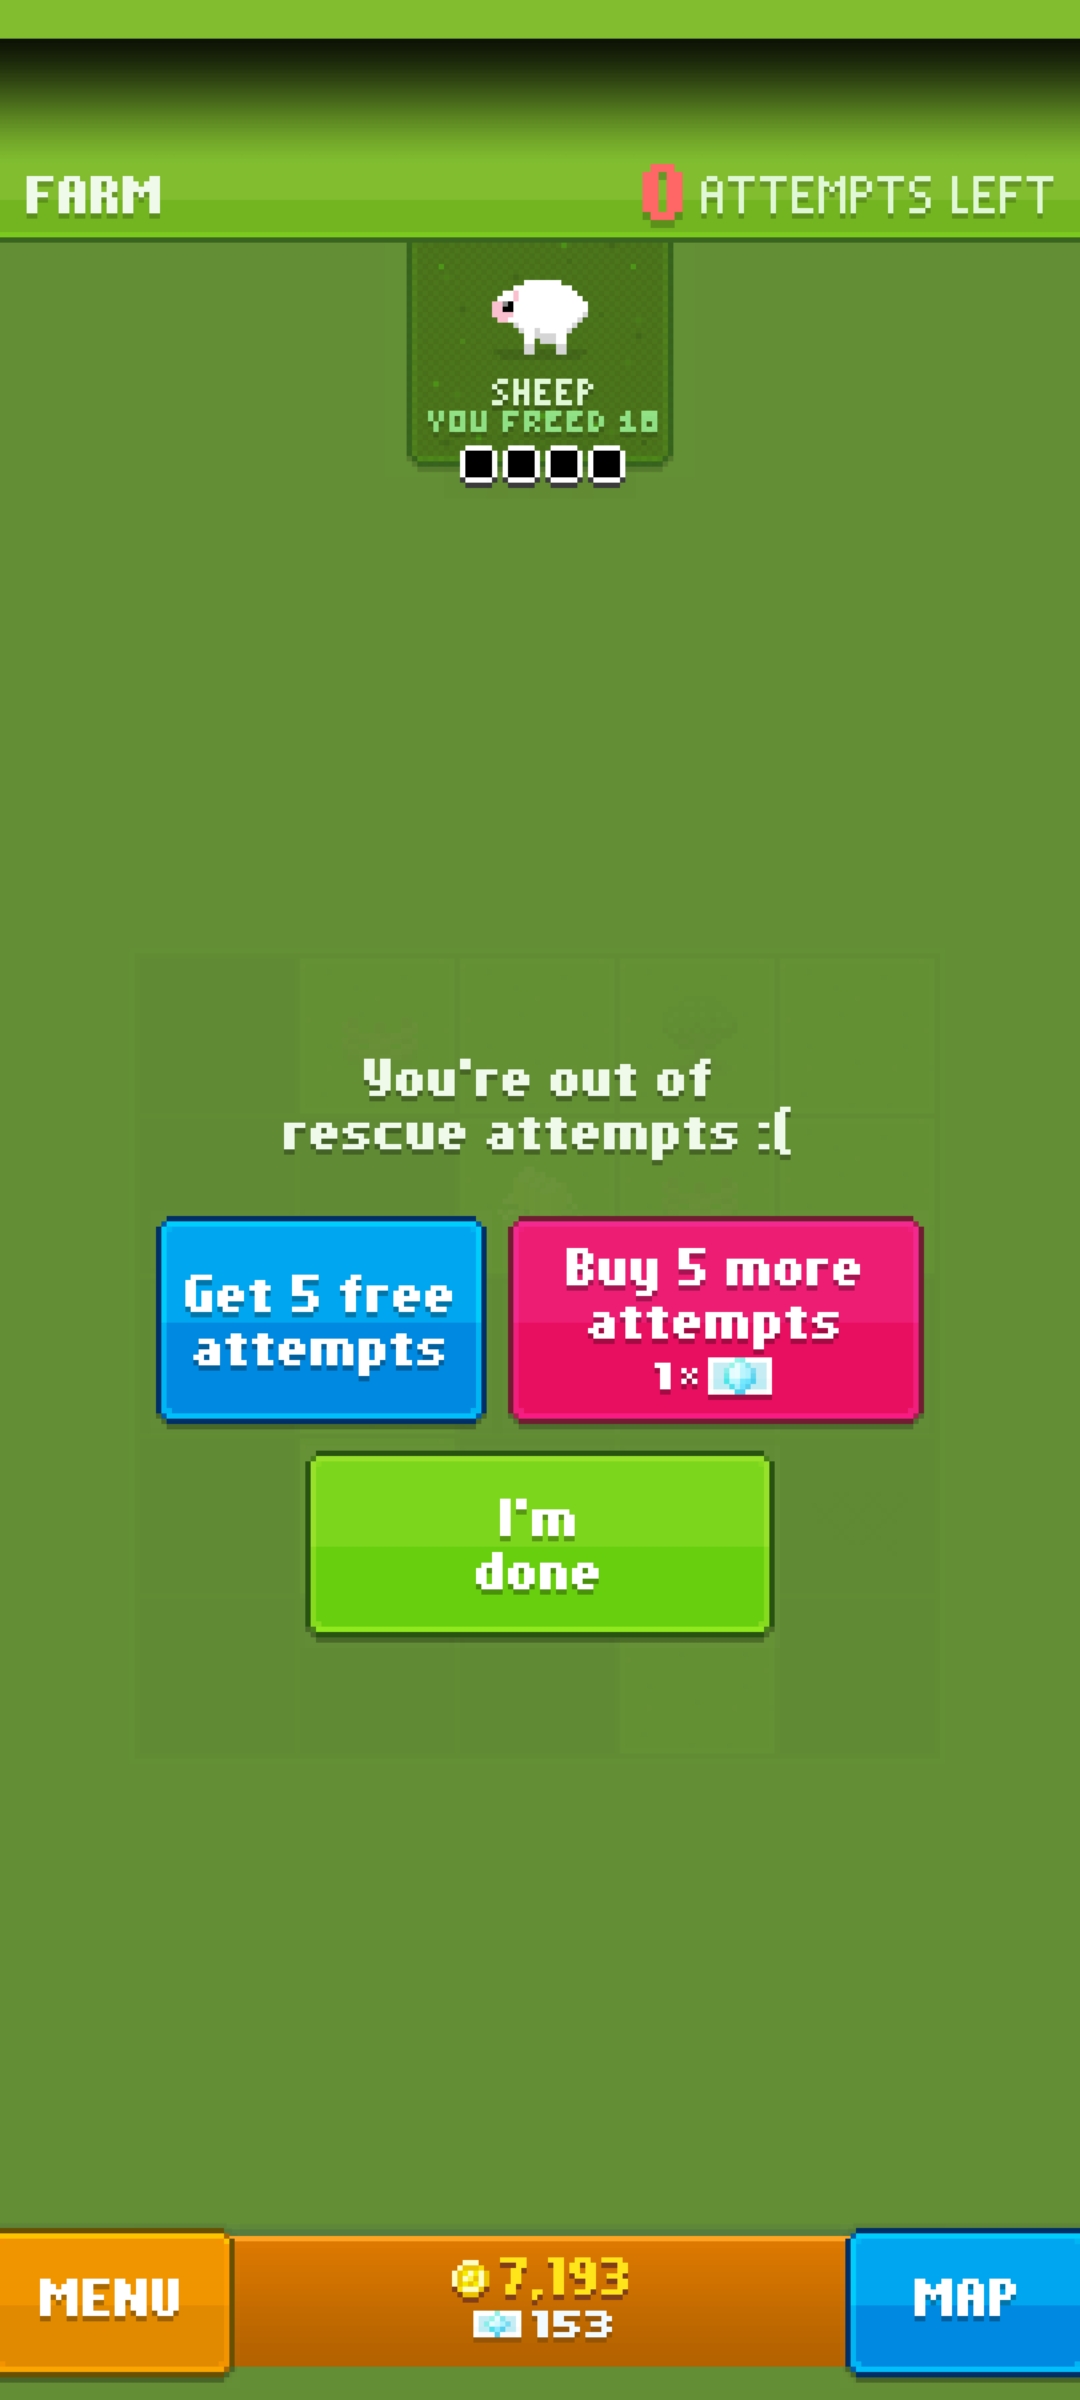 FARM
0 ATTEMPTS LEFT
SHEEP
YOU FREED 18
You're out of
rescue attempts :(
Get 5 free
attempts
Buy 5 more
attempts
1×
I'm
done
MENU
7,193
153
MAP